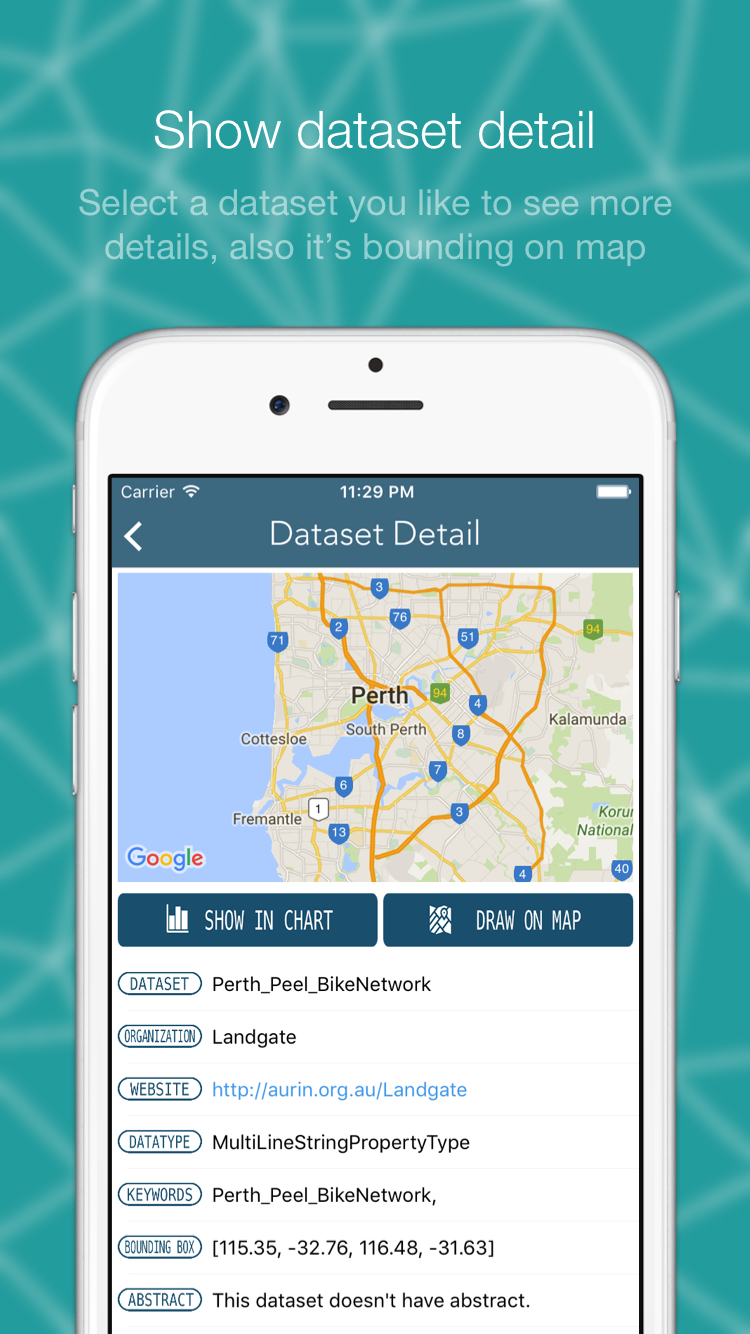 Show dataset detail
Select a dataset you like to see more
details, also it’s bounding on map
Carrier 11:29 PM
Dataset Detail
3
76
2
71
51
94
Perth
94
4
Kalamunda
South Perth
8
Cottesloe
7
6
1
Fremantle
3
13
Korun
National
Google
4
40
SHOW IN CHART
DRAW ON MAP
DATASET Perth_Peel_BikeNetwork
ORGANIZATION Landgate
WEBSITE http://aurin.org.au/Landgate
DATATYPE MultiLineStringPropertyType
KEYWORDS Perth_Peel_BikeNetwork,
BOUNDING BOX [115.35, -32.76, 116.48, -31.63]
ABSTRACT This dataset doesn't have abstract.